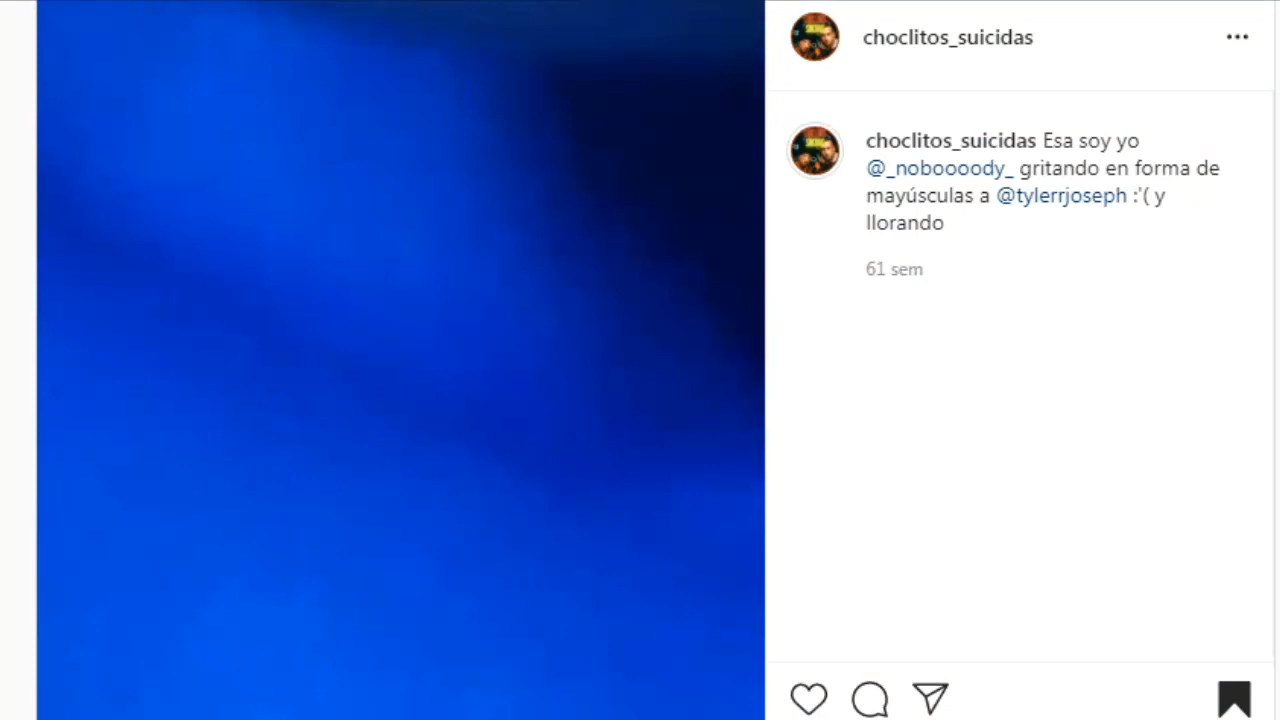 choclitos_suicidas
choclitos_suicidas Esa soy yo
@_noboooody_ gritando en forma de
mayúsculas a @tylerrjoseph :'( y
llorando
61 sem